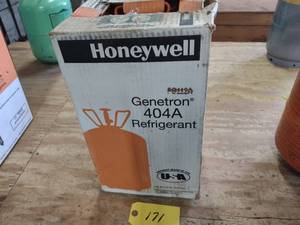 Honeywell
Genetron®
404A
Refrigerant
USA
171